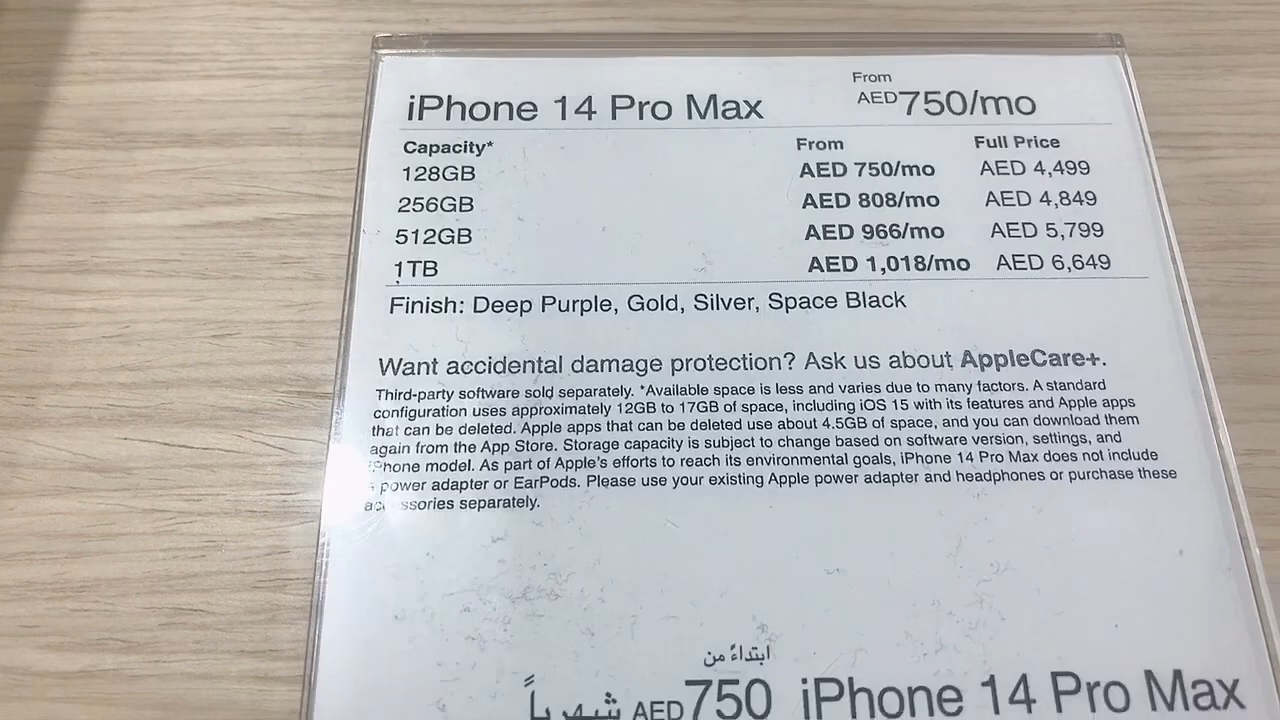 From
iPhone 14 Pro Max AED750/mo
Capacity* From Full Price
128GB AED 750/mo AED 4,499
256GB AED 808/mo AED 4,849
512GB AED 966/mo AED 5,799
1TB AED 1,018/mo AED 6,649
Finish: Deep Purple, Gold, Silver, Space Black
Want accidental damage protection? Ask us about AppleCare+.
Third-party software sold separately. *Available space is less and varies due to many factors. A standard
configuration uses approximately 12GB to 17GB of space, including iOS 15 with its features and Apple apps
that can be deleted. Apple apps that can be deleted use about 4.5GB of space, and you can download them
again from the App Store. Storage capacity is subject to change based on software version, settings, and
iPhone model. As part of Apple's efforts to reach its environmental goals, iPhone 14 Pro Max does not include
power adapter or EarPods. Please use your existing Apple power adapter and headphones or purchase these
accessories separately.
ابتداءً من
iPhone 14 Pro Max AED750 شهرياً